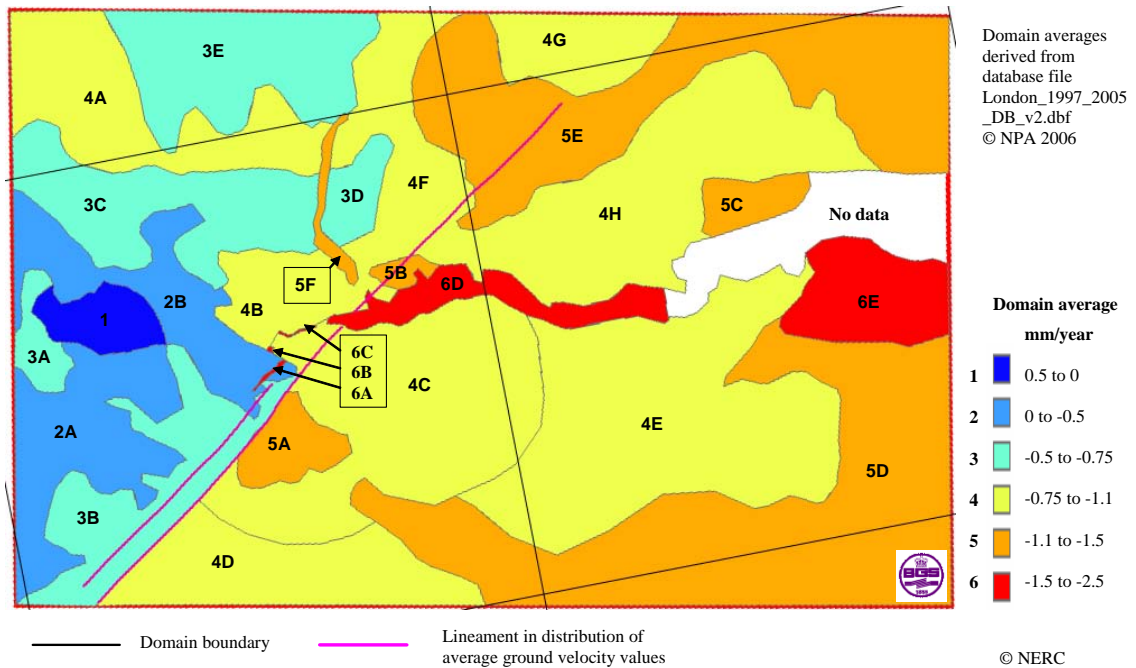 3E
4G
4A
5E
4F
3D
3C
4H
5C
No data
5F
5B
6D
2B
4B
1
6E
3A
6C
6B
6A
4C
2A
5A
4E
5D
3B
4D
BGS
1835
Domain averages
derived from
database file
London_1997_2005
_DB_v2.dbf
© NPA 2006
Domain average
mm/year
1 0.5 to 0
2 0 to -0.5
3 -0.5 to -0.75
4 -0.75 to -1.1
5 -1.1 to -1.5
6 -1.5 to -2.5
Domain boundary
Lineament in distribution of
average ground velocity values
© NERC